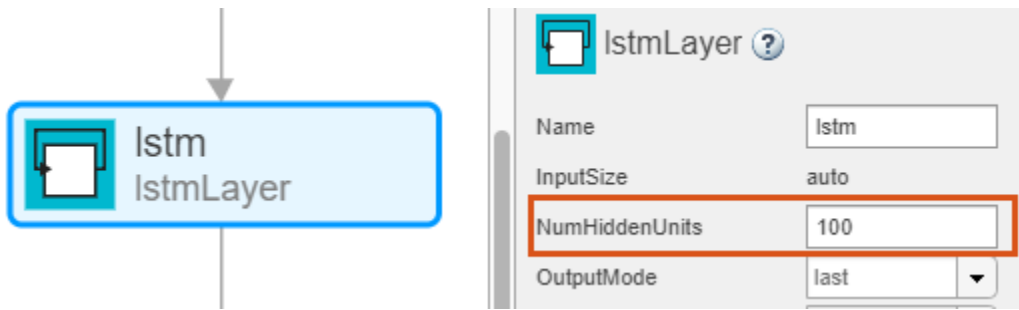 lstm
lstmLayer
lstmLayer ?
Name lstm
InputSize auto
NumHiddenUnits 100
OutputMode last